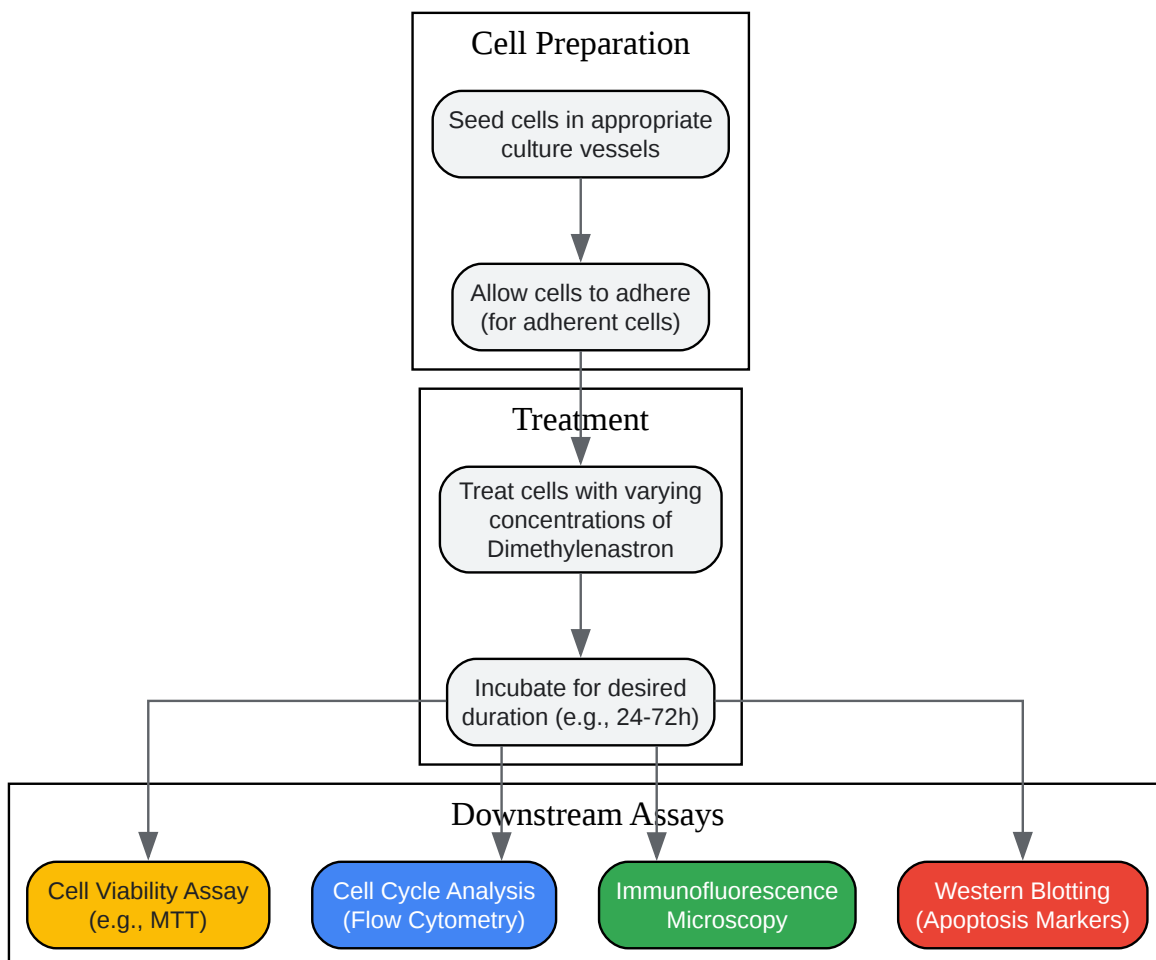 Cell Preparation
Seed cells in appropriate
culture vessels
Allow cells to adhere
(for adherent cells)
Treatment
Treat cells with varying
concentrations of
Dimethylenastron
Incubate for desired
duration (e.g., 24-72h)
Downstream Assays
Cell Viability Assay
(e.g., MTT)
Cell Cycle Analysis
(Flow Cytometry)
Immunofluorescence
Microscopy
Western Blotting
(Apoptosis Markers)